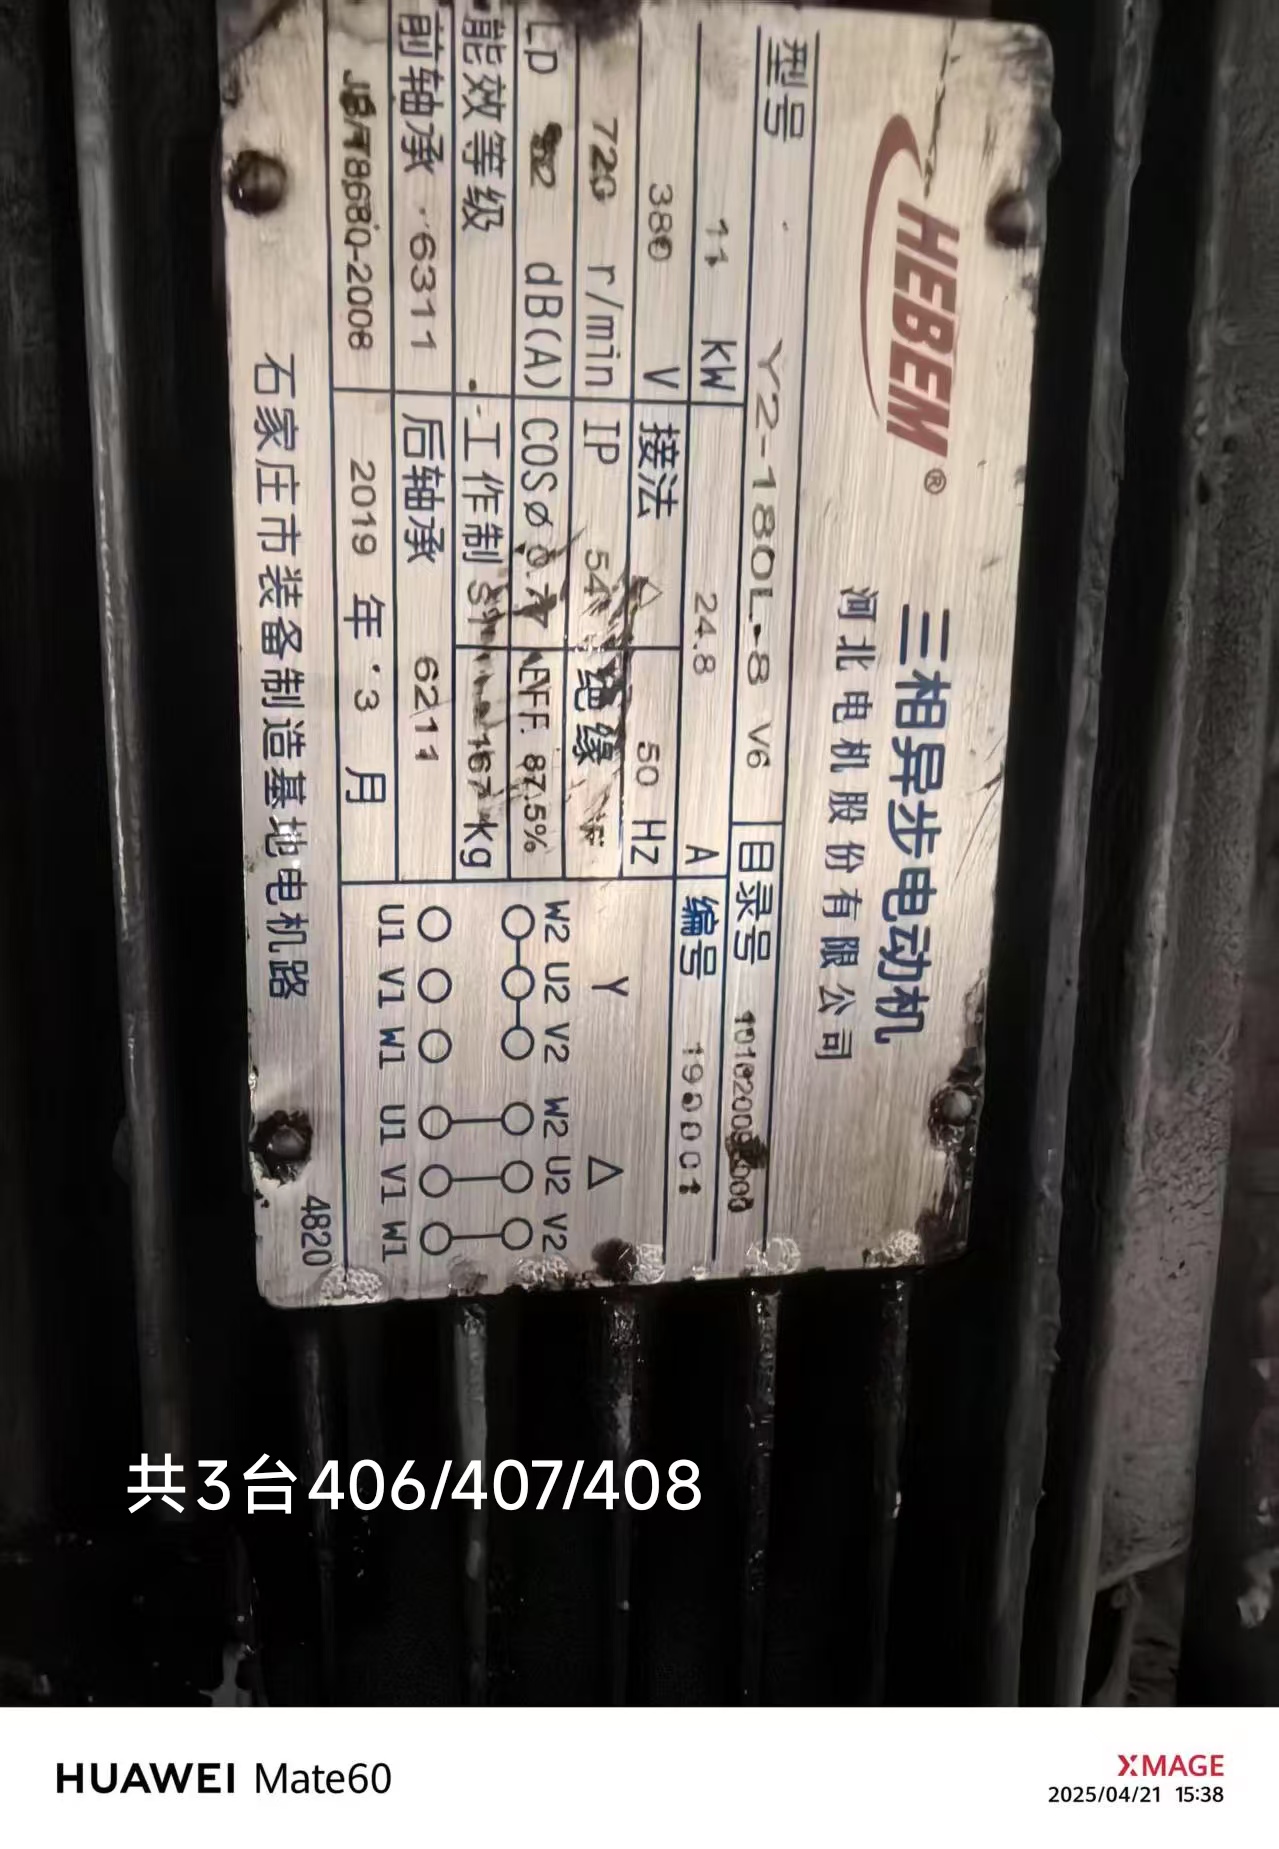 HEBEM®
三相异步电动机
河北电机股份有限公司
型号 Y2-180L-8 V6 目录号
11 kW 24.8 A 编号 190001
380 V 接法 △ 50 Hz
720 r/min IP 54 绝缘 F
LP dB(A) COSø EFF. 87.5%
能效等级 工作制 S1 167 kg
前轴承 6311 后轴承 6211
2019 年 3 月
Y △
W2 U2 V2 W2 U2 V2
U1 V1 W1 U1 V1 W1
石家庄市装备制造基地电机路 4820
共3台406/407/408
HUAWEI Mate60
XMAGE
2025/04/21 15:38